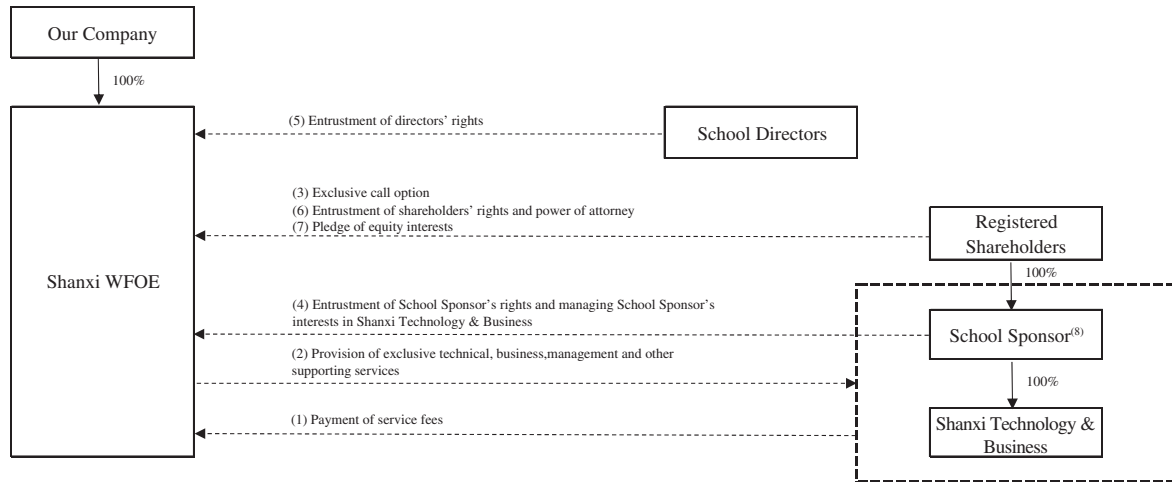 Our Company
100%
(5) Entrustment of directors' rights
School Directors
(3) Exclusive call option
(6) Entrustment of shareholders' rights and power of attorney
(7) Pledge of equity interests
Registered
Shareholders
100%
Shanxi WFOE
(4) Entrustment of School Sponsor's rights and managing School Sponsor's
interests in Shanxi Technology & Business
School Sponsor(8)
(2) Provision of exclusive technical, business,management and other
supporting services
100%
(1) Payment of service fees
Shanxi Technology &
Business